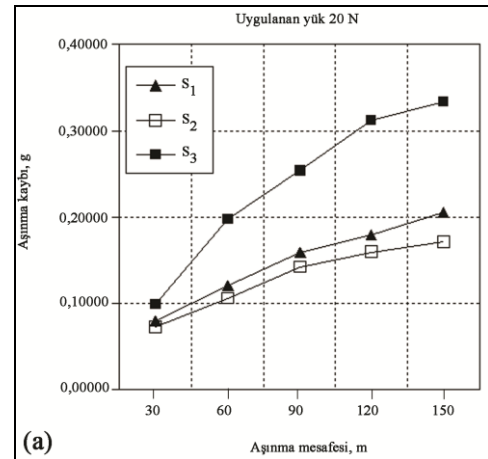 Uygulanan yük 20 N
0,40000
0,30000
0,20000
0,10000
0,00000
Aşınma kaybı, g
S1
S2
S3
30 60 90 120 150
Aşınma mesafesi, m
(a)